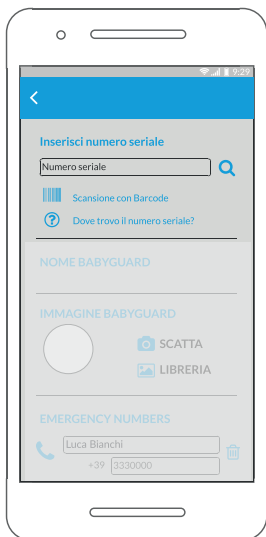 9:29
Inserisci numero seriale
Numero seriale
Scansione con Barcode
Dove trovo il numero seriale?
NOME BABYGUARD
IMMAGINE BABYGUARD
SCATTA
LIBRERIA
EMERGENCY NUMBERS
Luca Bianchi
+39 3330000